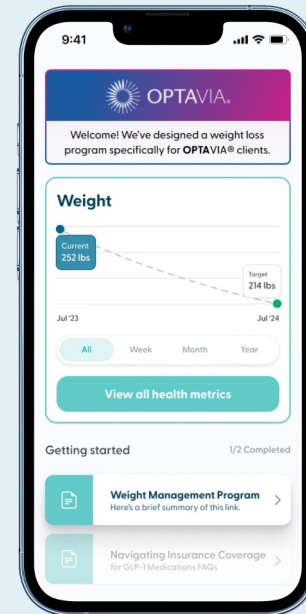 9:41
OPTAVIA®
Welcome! We've designed a weight loss
program specifically for OPTAVIA® clients.
Weight
Current
252 lbs
Target
214 lbs
Jul '23
Jul '24
All Week Month Year
View all health metrics
Getting started 1/2 Completed
Weight Management Program
Here's a brief summary of this link.
Navigating Insurance Coverage
for GLP-1 Medications FAQs